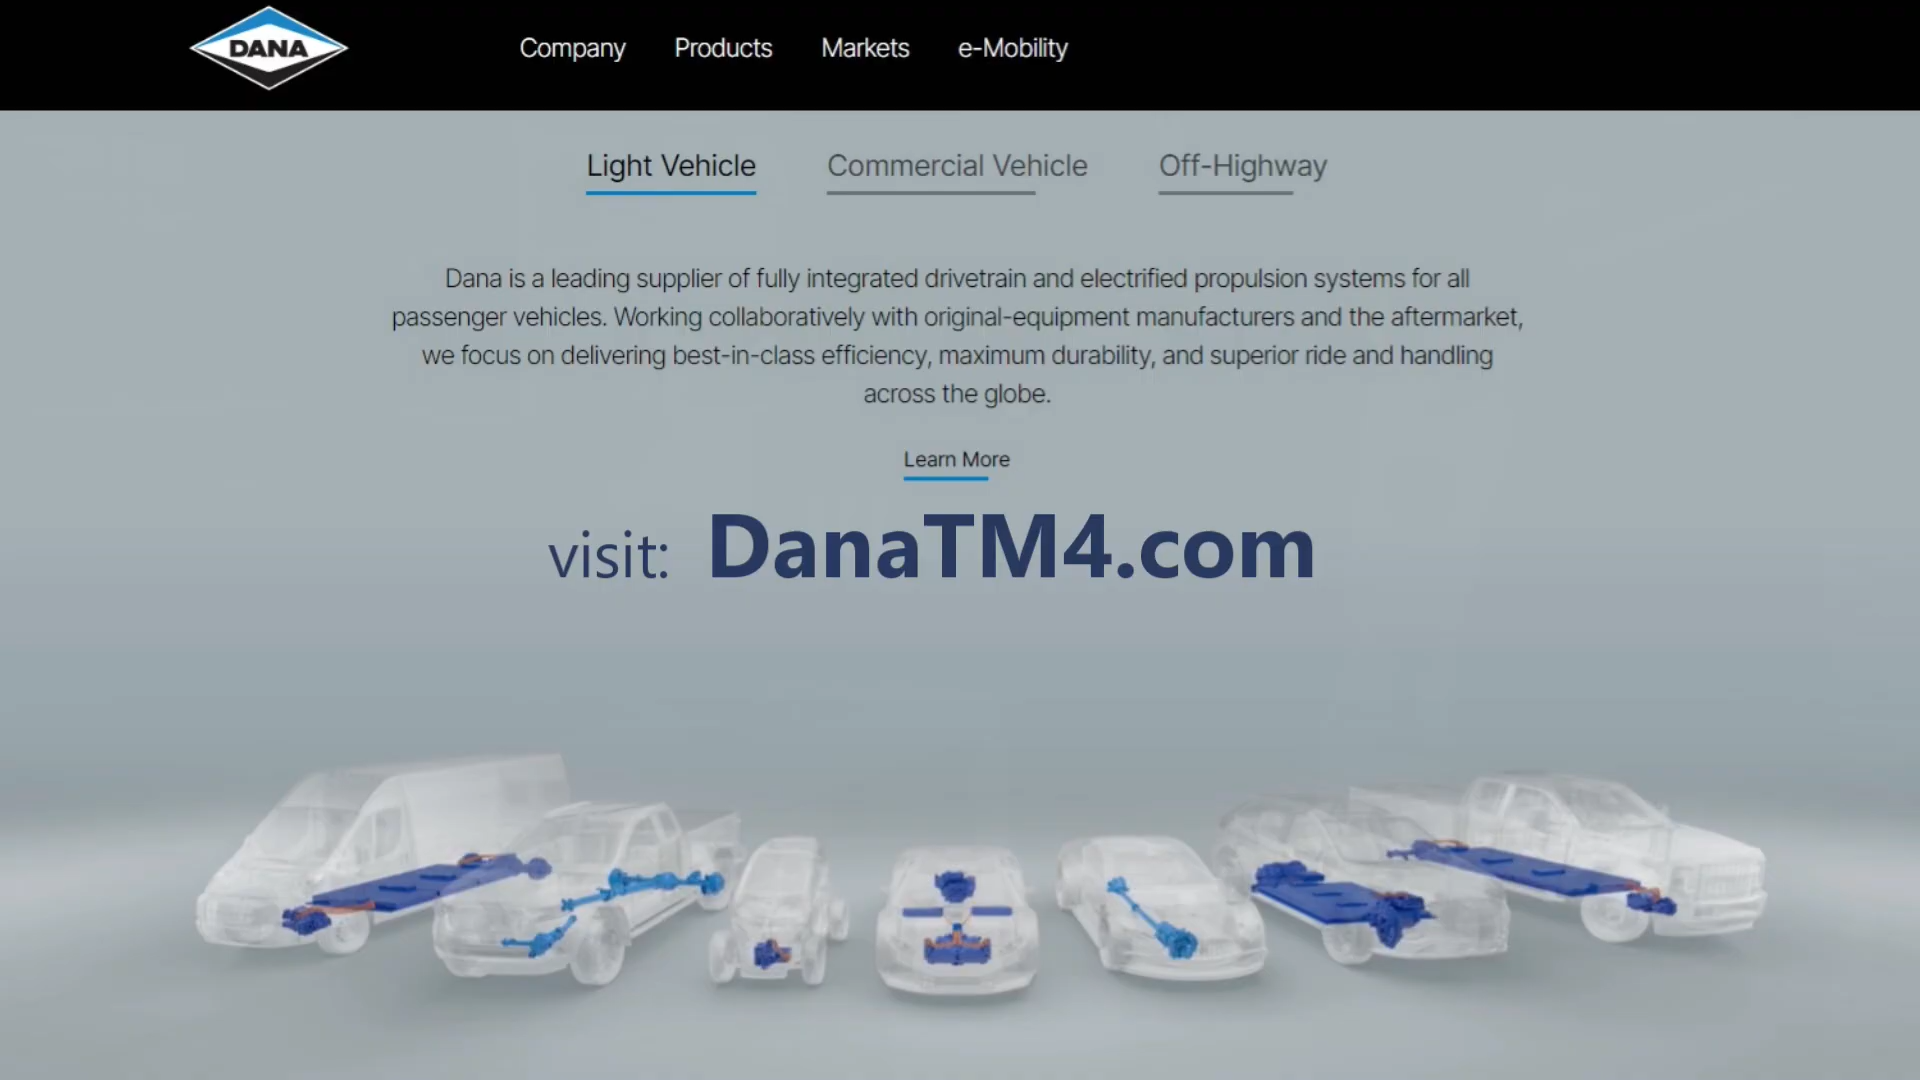 DANA
Company Products Markets e-Mobility
Light Vehicle Commercial Vehicle Off-Highway
Dana is a leading supplier of fully integrated drivetrain and electrified propulsion systems for all
passenger vehicles. Working collaboratively with original-equipment manufacturers and the aftermarket,
we focus on delivering best-in-class efficiency, maximum durability, and superior ride and handling
across the globe.
Learn More
visit: DanaTM4.com